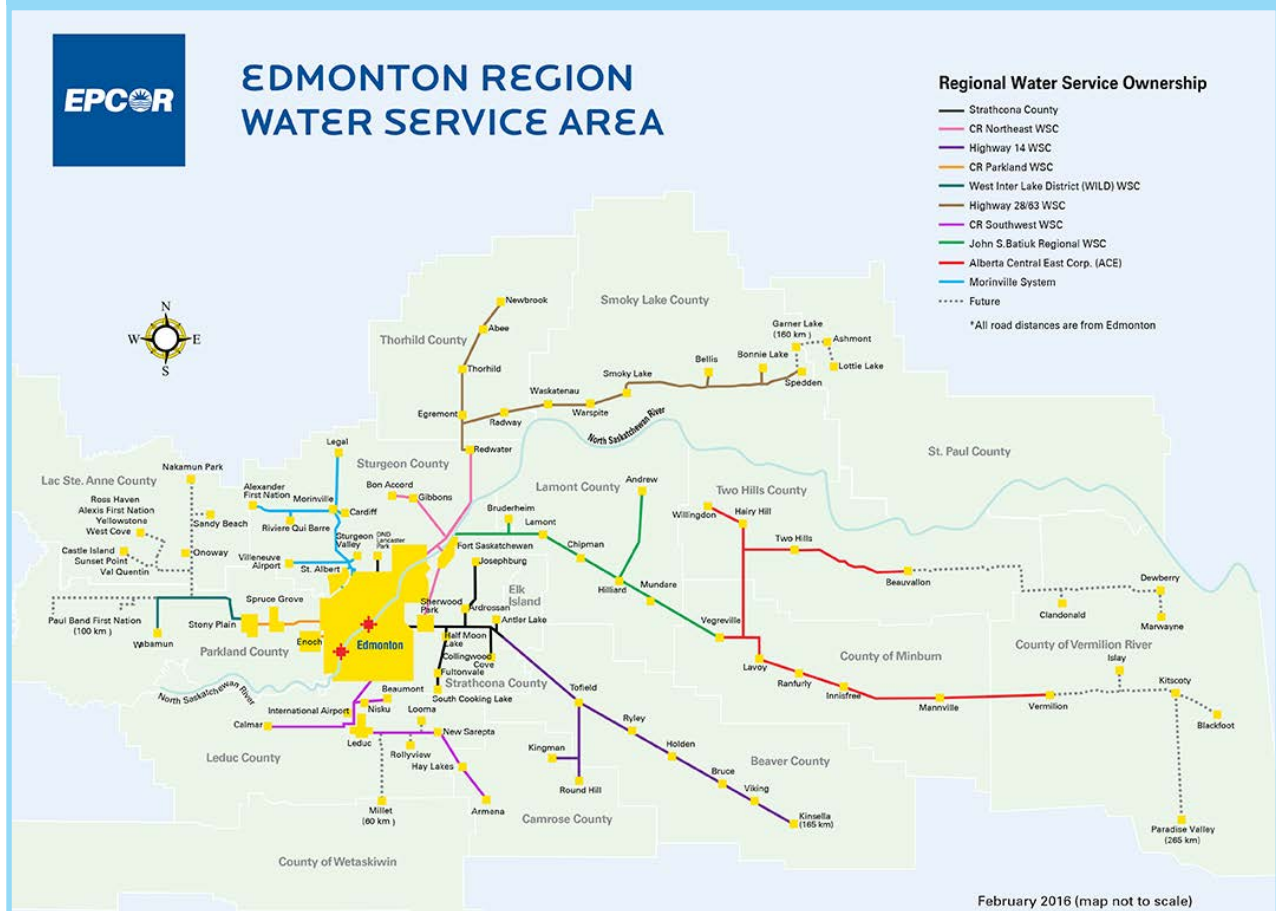 EPCOR
EDMONTON REGION
WATER SERVICE AREA
Regional Water Service Ownership
Strathcona County
CR Northeast WSC
Highway 14 WSC
CR Parkland WSC
West Inter Lake District (WILD) WSC
Highway 28/63 WSC
CR Southwest WSC
John S.Batiuk Regional WSC
Alberta Central East Corp. (ACE)
Morinville System
Future
*All road distances are from Edmonton
N
W
E
S
Newbrook
Abee
Thorhild County
Thorhild
Egremont
Radway
Waskatenau
Warspite
Smoky Lake County
Smoky Lake
Bellis
Bonnie Lake
Garner Lake
(160 km )
Ashmont
Lottie Lake
Spedden
North Saskatchewan River
St. Paul County
Redwater
Sturgeon County
Bon Accord
Gibbons
Legal
Lac Ste. Anne County
Nakamun Park
Ross Haven
Alexis First Nation
Yellowstone
West Cove
Castle Island
Sunset Point
Val Quentin
Sandy Beach
Onoway
Alexander
First Nation
Morinville
Riviere Qui Barre
Cardiff
Sturgeon
Valley
DND
Lancaster
Park
Villeneuve
Airport
St. Albert
Lamont County
Andrew
Bruderheim
Lamont
Fort Saskatchewan
Chipman
Hilliard
Mundare
Vegreville
Two Hills County
Willingdon
Hairy Hill
Two Hills
Beauvallon
Clandonald
Dewberry
Marwayne
Josephburg
Elk
Island
Sherwood
Park
Ardrossan
Antler Lake
Half Moon
Lake
Collingwood
Cove
Fultonvale
Strathcona County
South Cooking Lake
Paul Band First Nation
(100 km )
Wabamun
Stony Plain
Spruce Grove
Enoch
Parkland County
Edmonton
North Saskatchewan River
Beaumont
International Airport
Nisku
Looma
Calmar
Leduc
Rollyview
New Sarepta
Hay Lakes
Leduc County
Millet
(60 km )
Armena
Camrose County
County of Wetaskiwin
Tofield
Kingman
Round Hill
Ryley
Holden
Bruce
Viking
Kinsella
(165 km)
Beaver County
Lavoy
Ranfurly
Innisfree
County of Minburn
Mannville
Vermilion
County of Vermilion River
Islay
Kitscoty
Blackfoot
Paradise Valley
(265 km)
February 2016 (map not to scale)